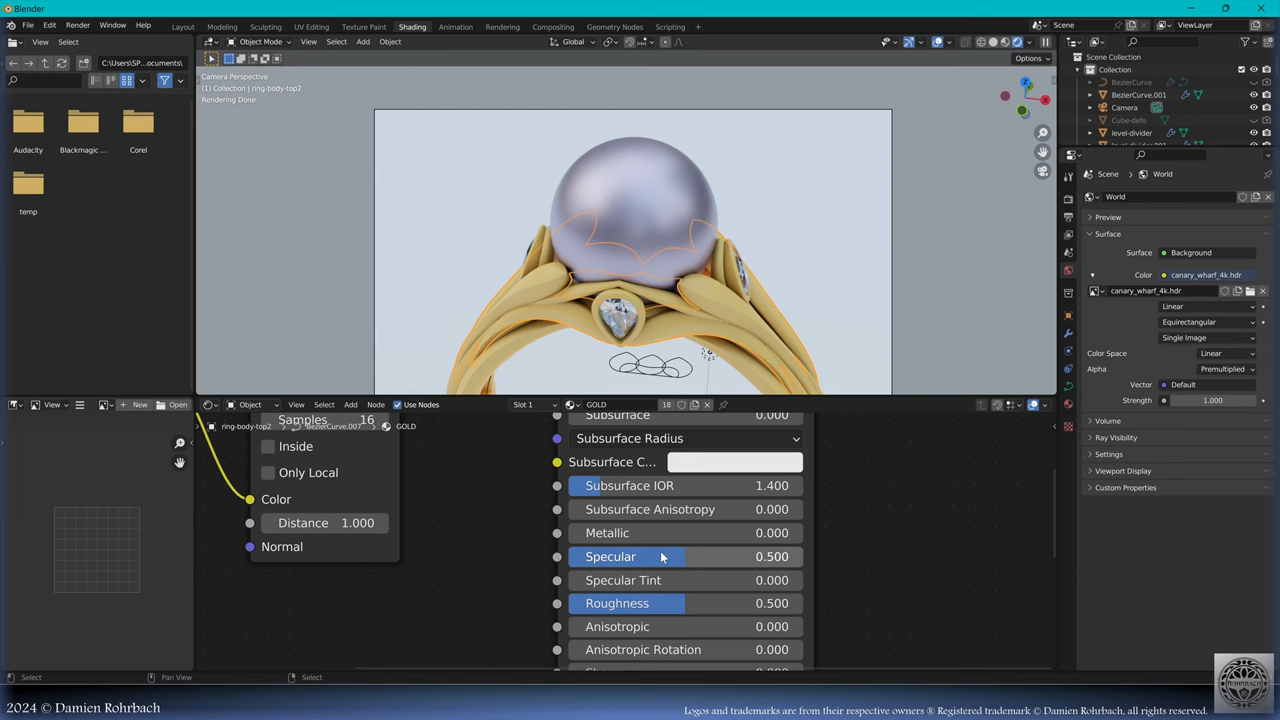 Blender
File Edit Render Window Help
Layout Modeling Sculpting UV Editing Texture Paint Shading Animation Rendering Compositing Geometry Nodes Scripting
Scene
ViewLayer
View Select
Object Mode View Select Add Object
Global
C:\Users\SP...ocuments\
Options
Audacity
Blackmagic ...
Corel
temp
Camera Perspective
(1) Collection | ring-body-top2
Rendering Done
Z
X
Scene Collection
Collection
BezierCurve
BezierCurve.001
Camera
Cube-defo
level-divider
Scene > World
World
Preview
Surface
Surface Background
Color canary_wharf_4k.hdr
canary_wharf_4k.hdr
Linear
Equirectangular
Single Image
Color Space Linear
Alpha Premultiplied
Vector Default
Strength 1.000
Volume
Ray Visibility
Settings
Viewport Display
Custom Properties
View
New
Open
Object View Select Add Node Use Nodes Slot 1 GOLD 18
ring-body-top2 > BezierCurve.007 > GOLD
Samples 16
Inside
Only Local
Color
Distance 1.000
Normal
Subsurface 0.000
Subsurface Radius
Subsurface C...
Subsurface IOR 1.400
Subsurface Anisotropy 0.000
Metallic 0.000
Specular 0.500
Specular Tint 0.000
Roughness 0.500
Anisotropic 0.000
Anisotropic Rotation 0.000
Select
Pan View
Select
ROHRBACH
2024 © Damien Rohrbach
Logos and trademarks are from their respective owners ® Registered trademark © Damien Rohrbach, all rights reserved.